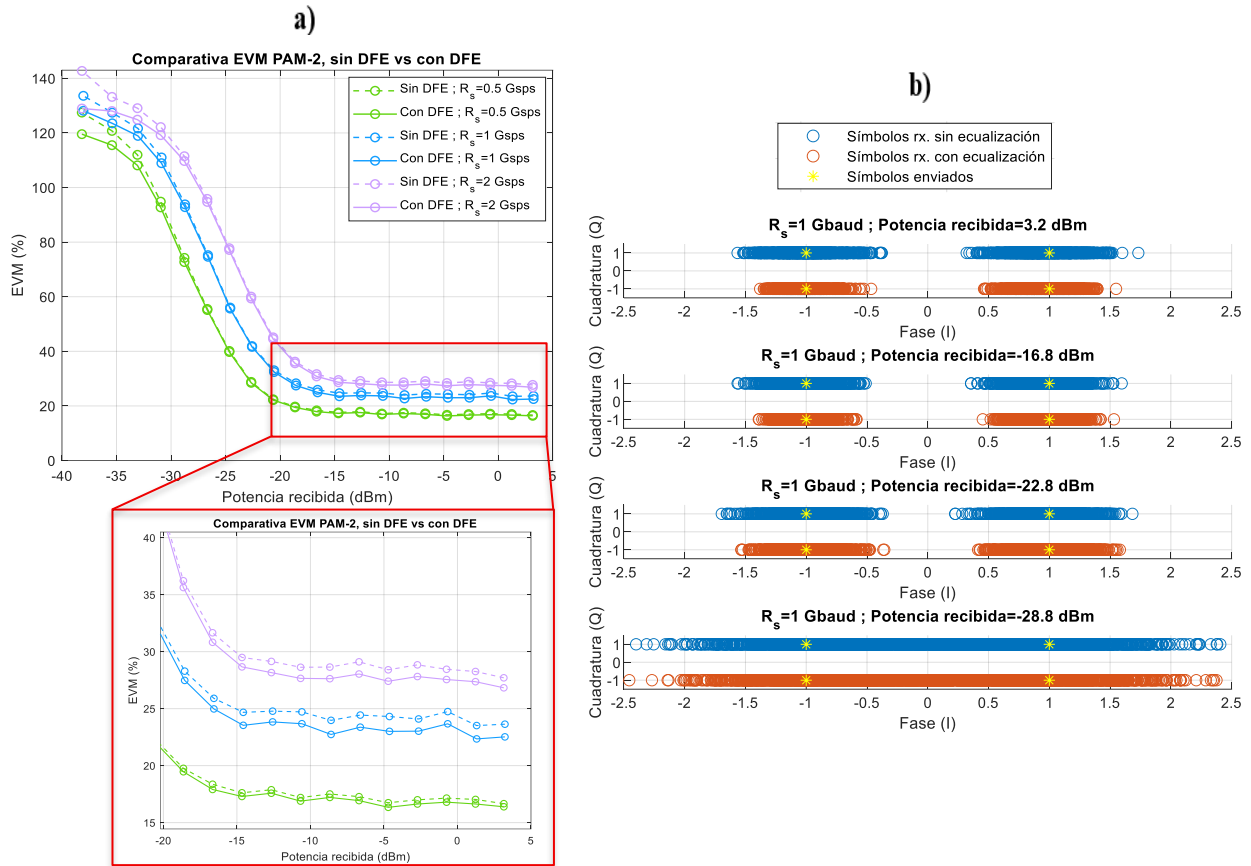 a)
Comparativa EVM PAM-2, sin DFE vs con DFE
140
120
100
80
60
40
20
0
EVM (%)
-40
-35
-30
-25
-20
-15
-10
-5
0
5
Potencia recibida (dBm)
Sin DFE ; Rs=0.5 Gsps
Con DFE ; Rs=0.5 Gsps
Sin DFE ; Rs=1 Gsps
Con DFE ; Rs=1 Gsps
Sin DFE ; Rs=2 Gsps
Con DFE ; Rs=2 Gsps
Comparativa EVM PAM-2, sin DFE vs con DFE
40
35
30
25
20
15
EVM (%)
-20
-15
-10
-5
0
5
Potencia recibida (dBm)
b)
Símbolos rx. sin ecualización
Símbolos rx. con ecualización
Símbolos enviados
Rs=1 Gbaud ; Potencia recibida=3.2 dBm
Cuadratura (Q)
1
0
-1
-2.5 -2 -1.5 -1 -0.5 0 0.5 1 1.5 2 2.5
Fase (I)
Rs=1 Gbaud ; Potencia recibida=-16.8 dBm
Cuadratura (Q)
1
0
-1
-2.5 -2 -1.5 -1 -0.5 0 0.5 1 1.5 2 2.5
Fase (I)
Rs=1 Gbaud ; Potencia recibida=-22.8 dBm
Cuadratura (Q)
1
0
-1
-2.5 -2 -1.5 -1 -0.5 0 0.5 1 1.5 2 2.5
Fase (I)
Rs=1 Gbaud ; Potencia recibida=-28.8 dBm
Cuadratura (Q)
1
0
-1
-2.5 -2 -1.5 -1 -0.5 0 0.5 1 1.5 2 2.5
Fase (I)